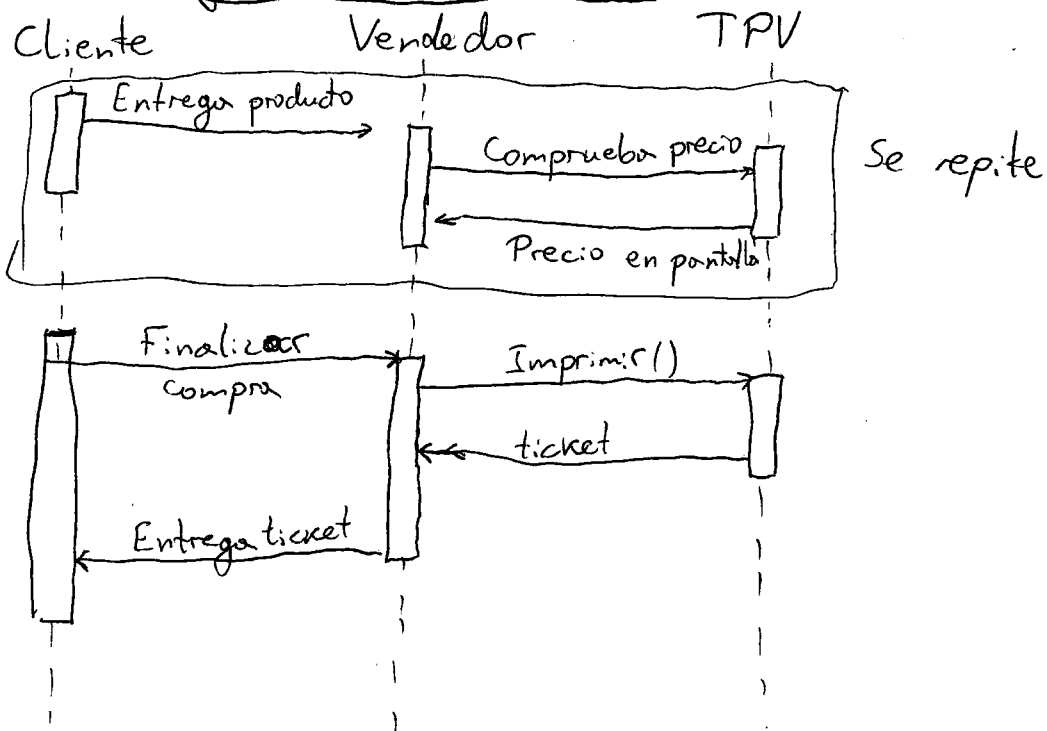 Cliente Vendedor TPV
Entrega producto
Comprueba precio
Se repite
Precio en pantalla
Finalizar
compra
Imprimir()
ticket
Entrega ticket